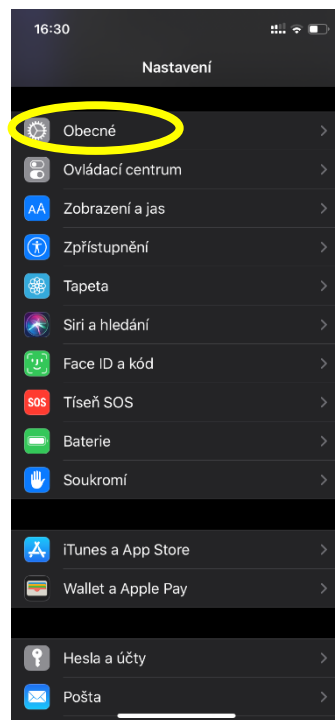 16:30
Nastavení
Obecné
Ovládací centrum
AA Zobrazení a jas
Zpřístupnění
Tapeta
Siri a hledání
Face ID a kód
SOS Tíseň SOS
Baterie
Soukromí
iTunes a App Store
Wallet a Apple Pay
Hesla a účty
Pošta